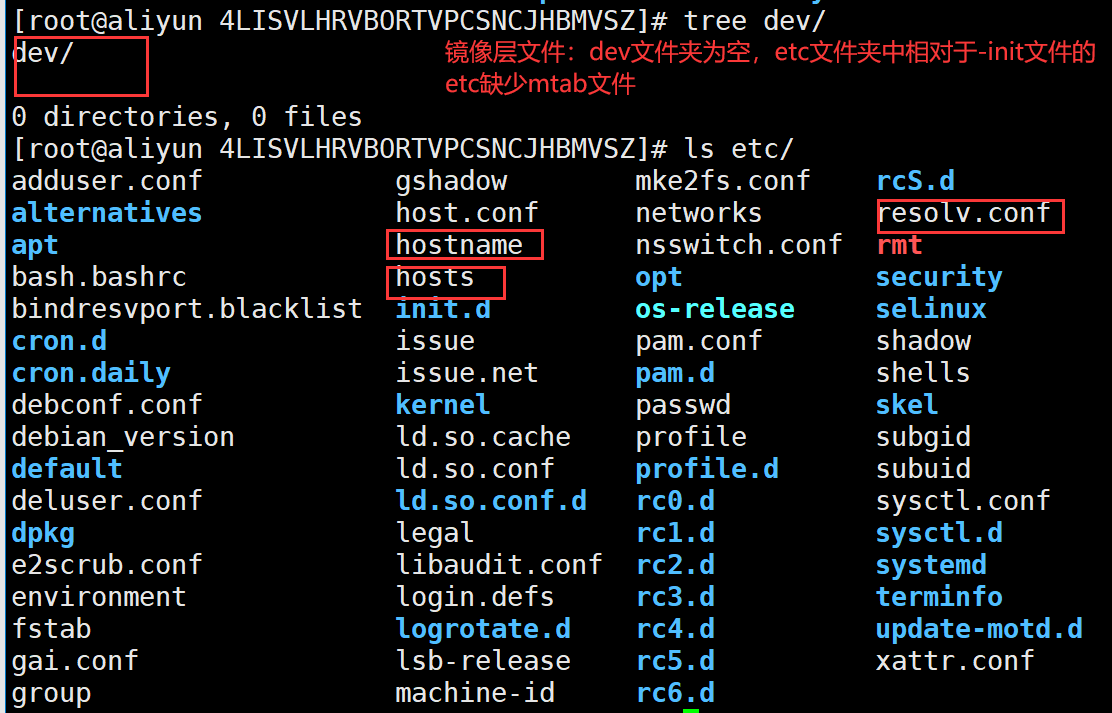 [root@aliyun 4LISVLHRVBORTVPCSNCJHBMVSZ]# tree dev/
dev/
镜像层文件：dev文件夹为空，etc文件夹中相对于-init文件的
etc缺少mtab文件
0 directories, 0 files
[root@aliyun 4LISVLHRVBORTVPCSNCJHBMVSZ]# ls etc/
adduser.conf gshadow mke2fs.conf rcS.d
alternatives host.conf networks resolv.conf
apt hostname nsswitch.conf rmt
bash.bashrc hosts opt security
bindresvport.blacklist init.d os-release selinux
cron.d issue pam.conf shadow
cron.daily issue.net pam.d shells
debconf.conf kernel passwd skel
debian_version ld.so.cache profile subgid
default ld.so.conf profile.d subuid
deluser.conf ld.so.conf.d rc0.d sysctl.conf
dpkg legal rc1.d sysctl.d
e2scrub.conf libaudit.conf rc2.d systemd
environment login.defs rc3.d terminfo
fstab logrotate.d rc4.d update-motd.d
gai.conf lsb-release rc5.d xattr.conf
group machine-id rc6.d